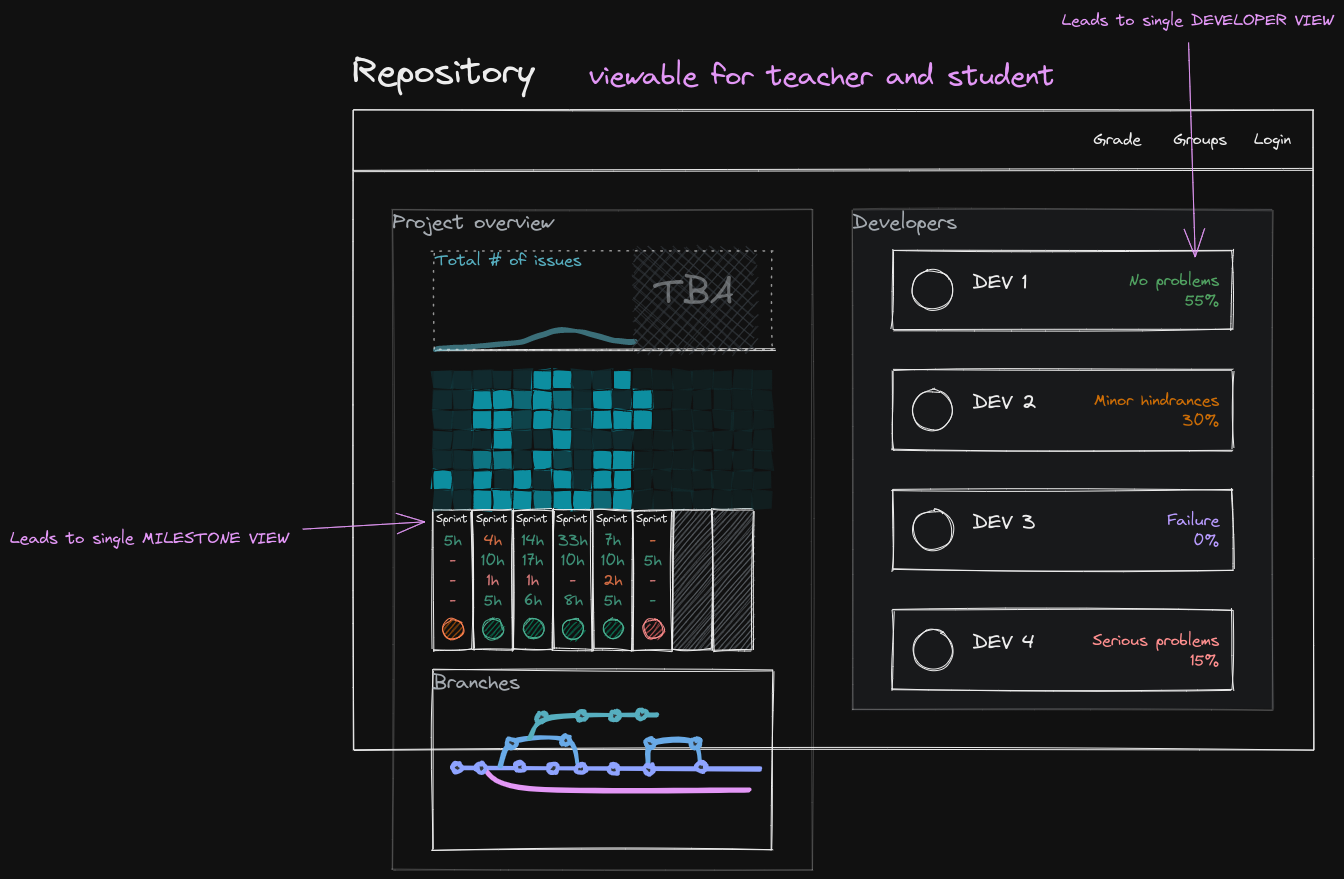 Leads to single DEVELOPER VIEW
Repository viewable for teacher and student
Grade Groups Login
Project overview
Total # of issues
TBA
Sprint Sprint Sprint Sprint Sprint Sprint
5h 4h 14h 33h 7h -
- 10h 17h 10h 10h 5h
- 1h 1h - 2h -
- 5h 6h 8h 5h -
Leads to single MILESTONE VIEW
Branches
Developers
DEV 1
No problems
55%
DEV 2
Minor hindrances
30%
DEV 3
Failure
0%
DEV 4
Serious problems
15%